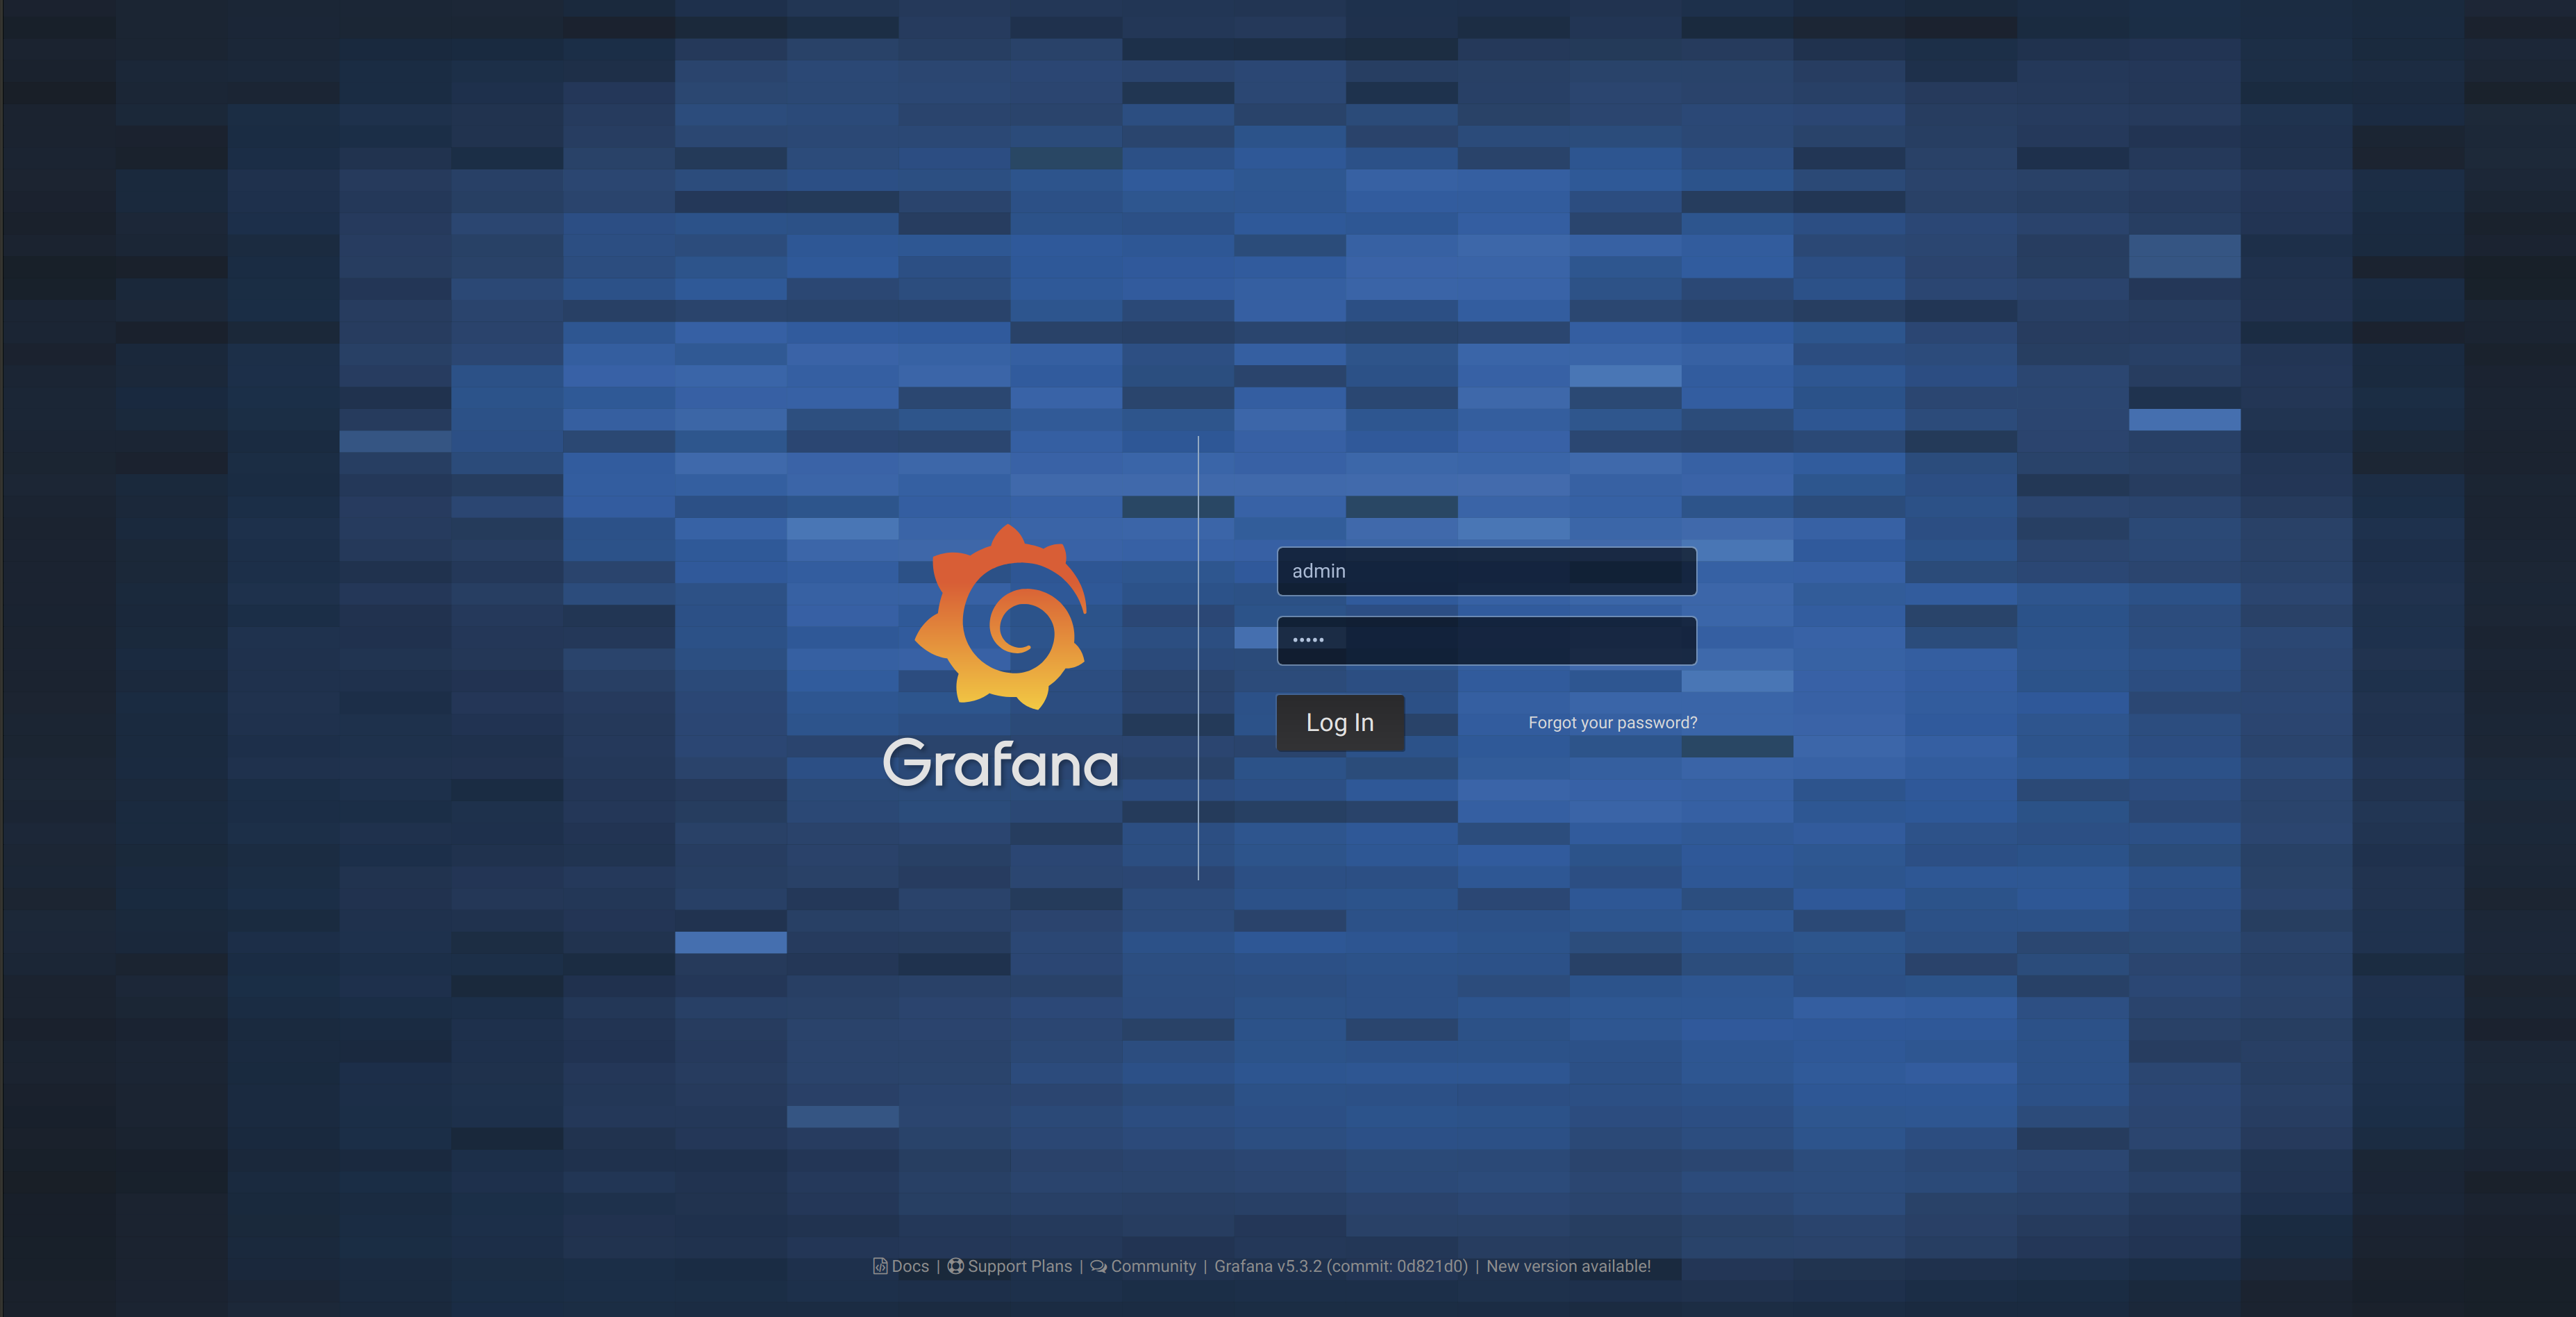 Grafana
admin
•••••
Log In
Forgot your password?
Docs | Support Plans | Community | Grafana v5.3.2 (commit: 0d821d0) | New version available!